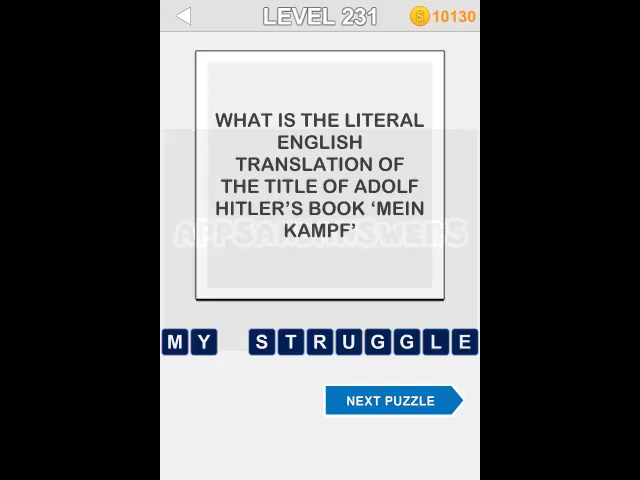 LEVEL 231
10130
WHAT IS THE LITERAL
ENGLISH
TRANSLATION OF
THE TITLE OF ADOLF
HITLER'S BOOK ‘MEIN
KAMPF’
APPSANDANSWERS
MY STRUGGLE
NEXT PUZZLE